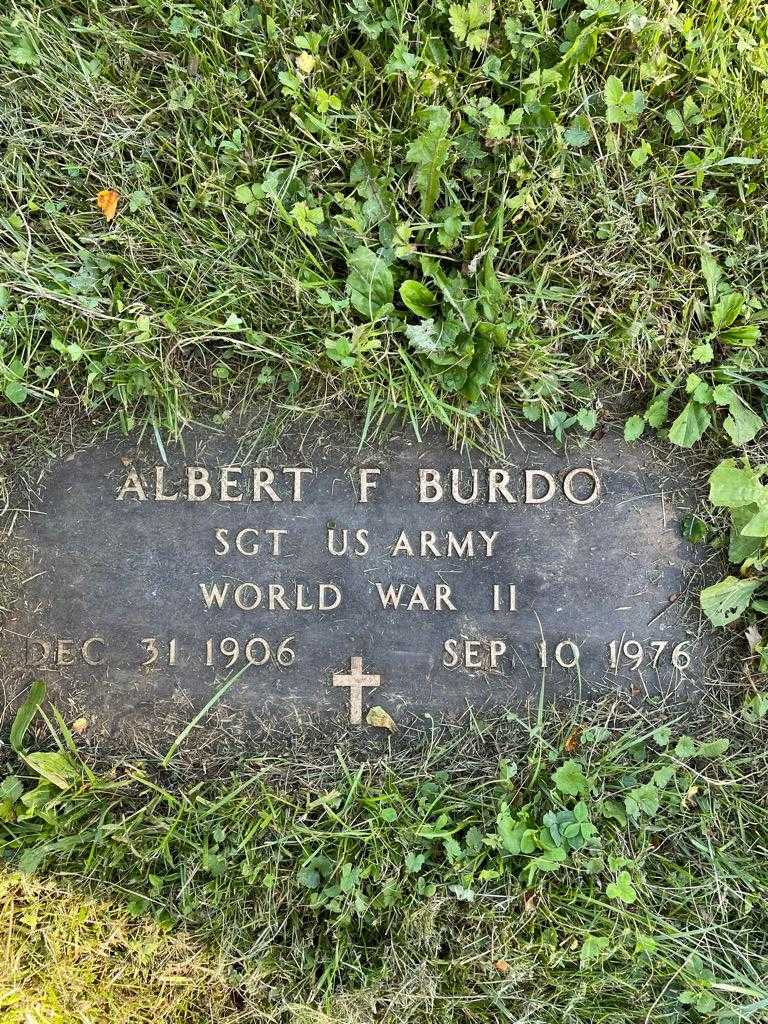 ALBERT F BURDO
SGT US ARMY
WORLD WAR II
DEC 31 1906 SEP 10 1976